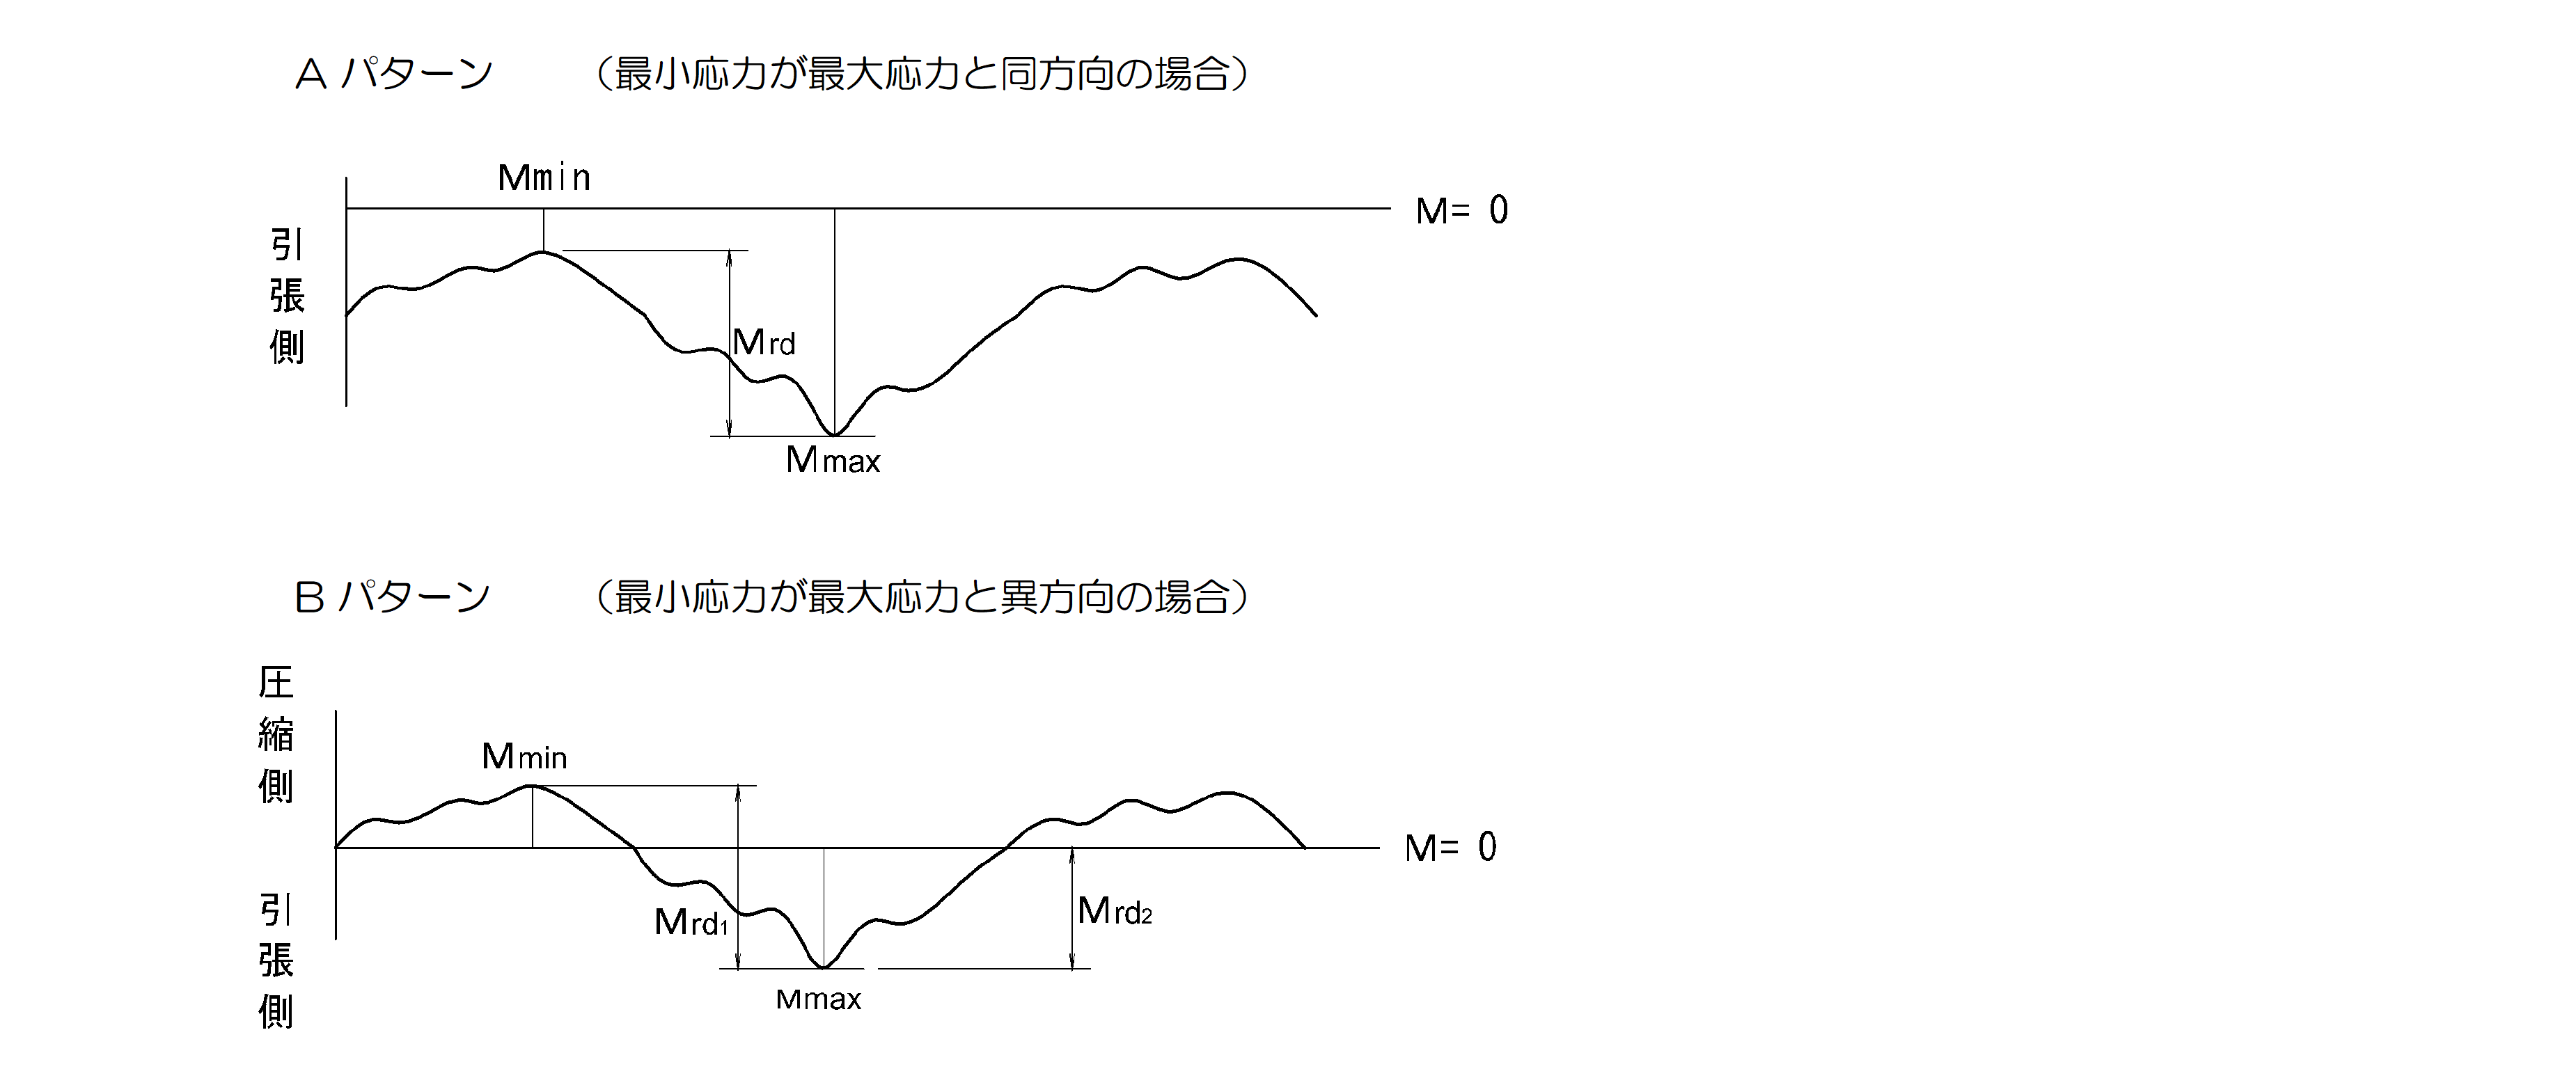 A パターン （最小応力が最大応力と同方向の場合）
Mmin
M= 0
引張側
Mrd
Mmax
B パターン （最小応力が最大応力と異方向の場合）
圧縮側
Mmin
M= 0
引張側
Mrd1
Mrd2
Mmax